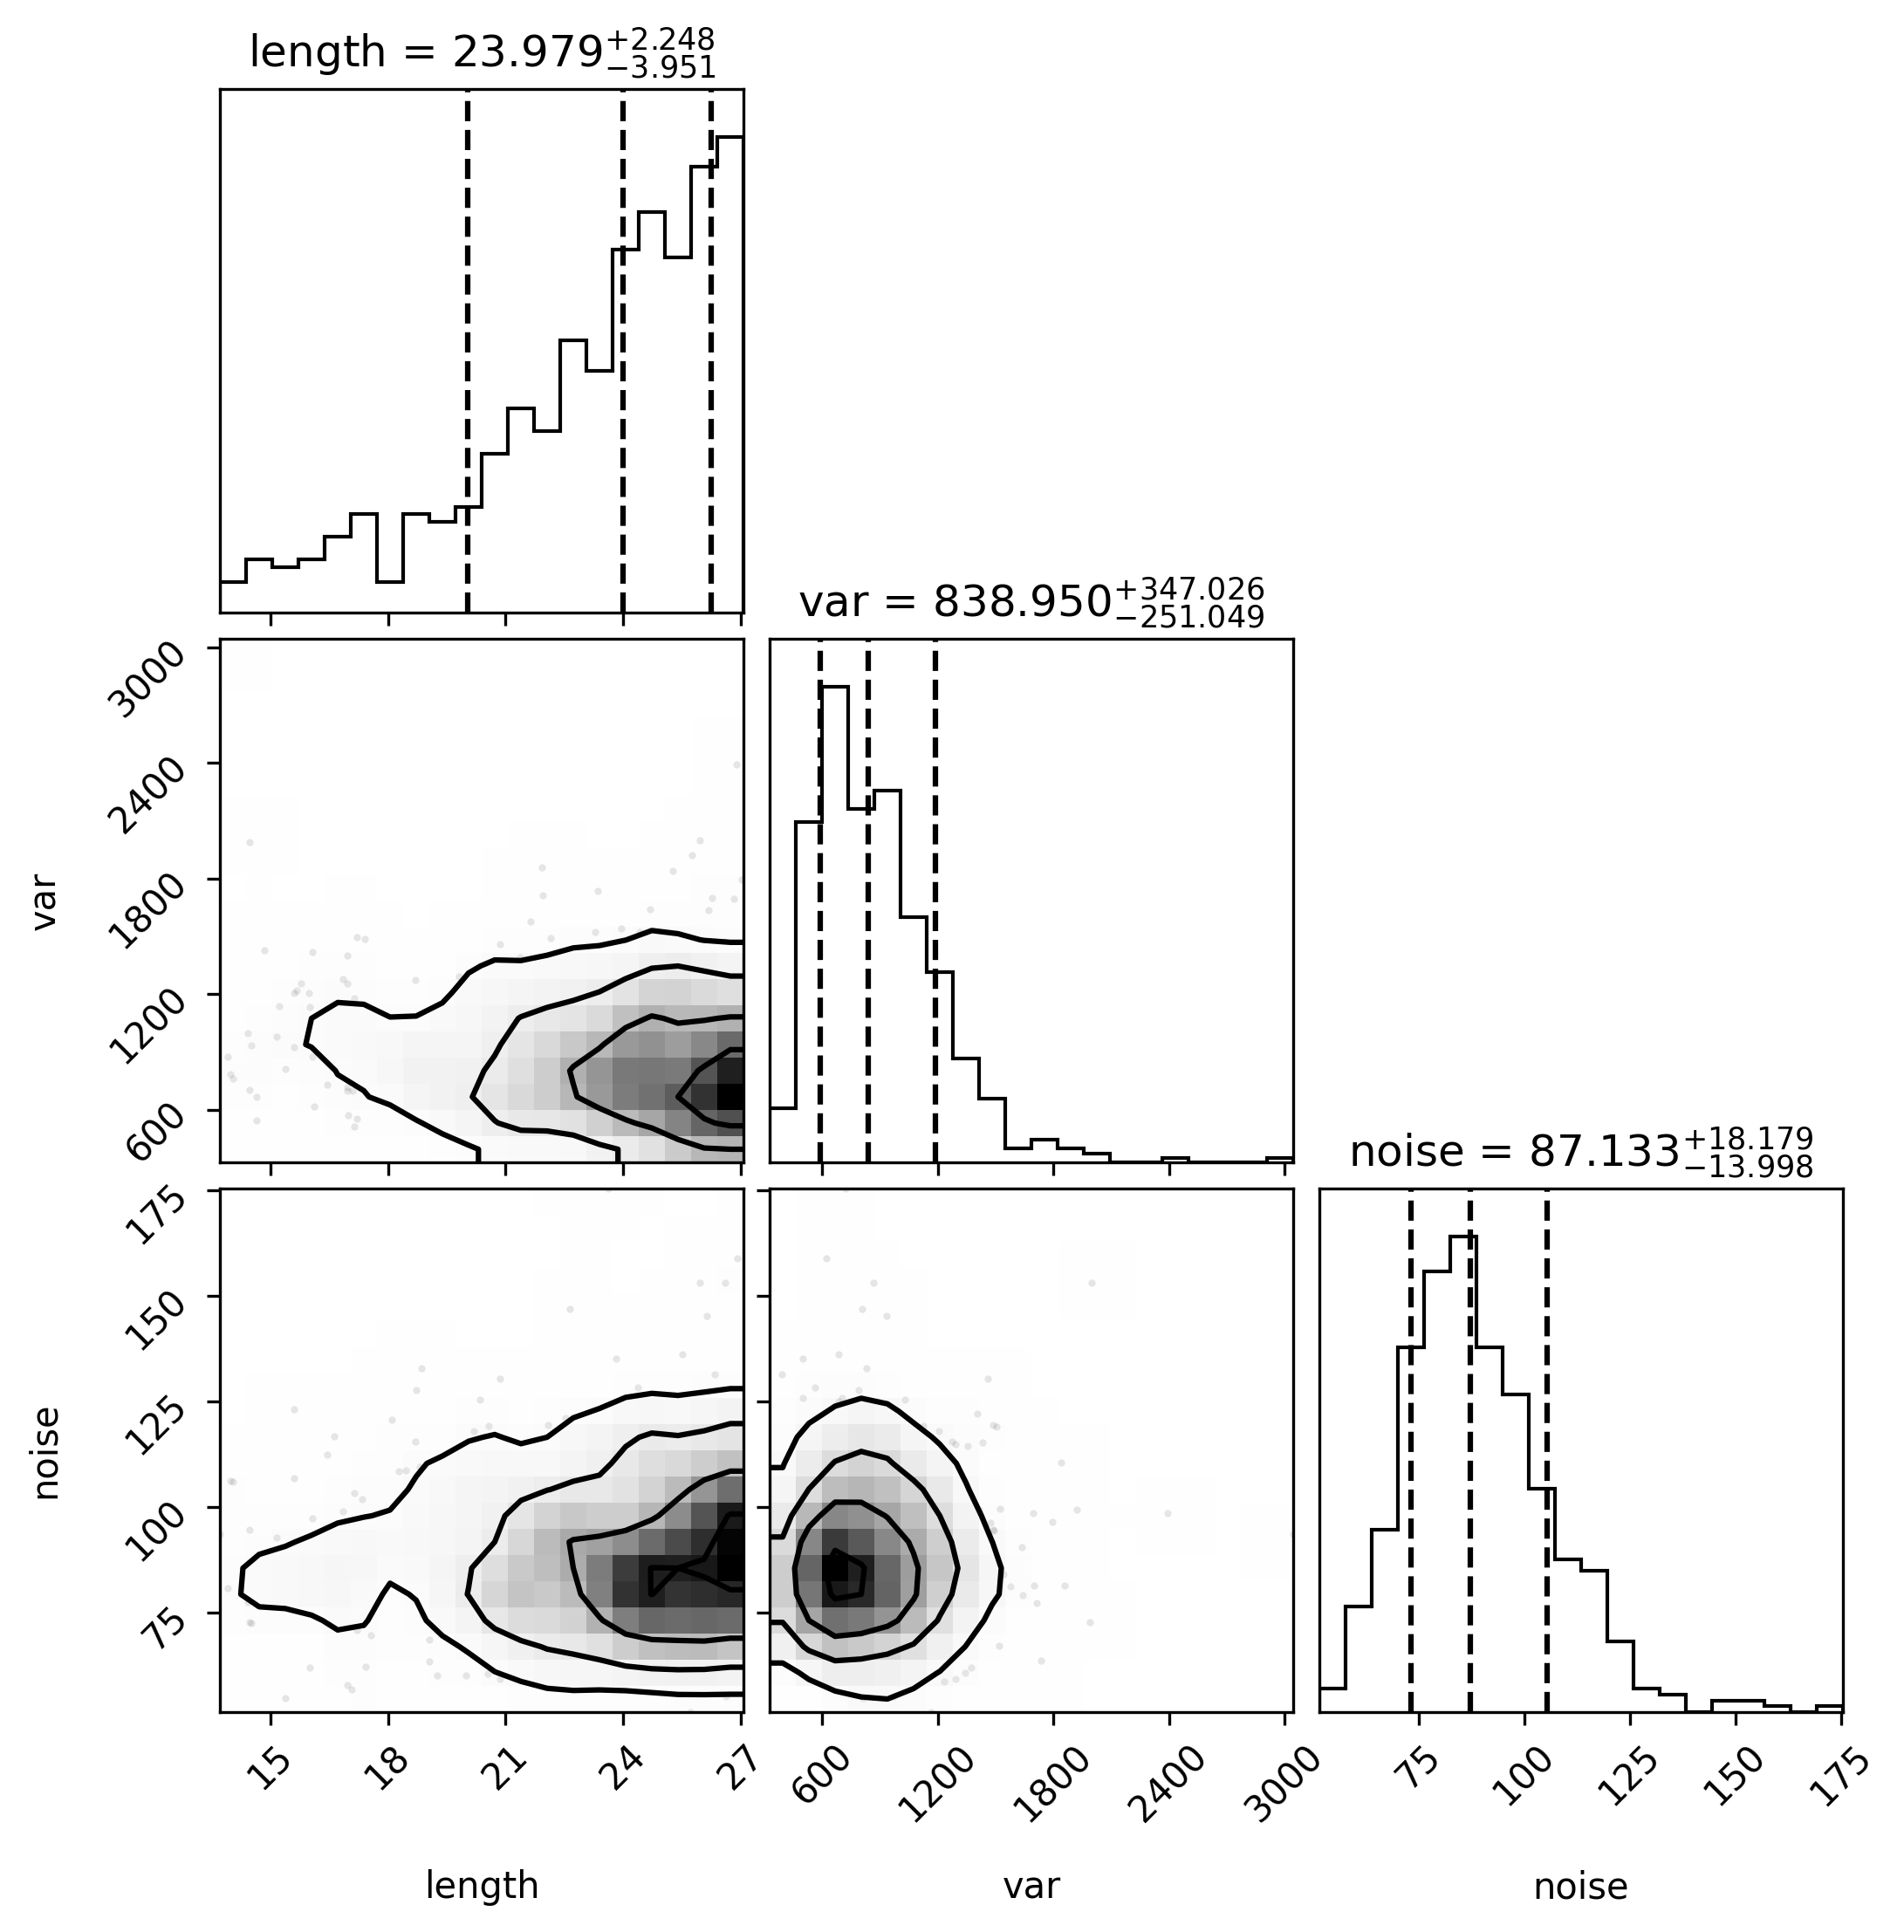 length = 23.979+2.248−3.951
var = 838.950+347.026−251.049
3000
2400
1800
1200
600
var
noise = 87.133+18.179−13.998
175
150
125
100
75
noise
15 18 21 24 27 600 1200 1800 2400 3000 75 100 125 150 175
length var noise